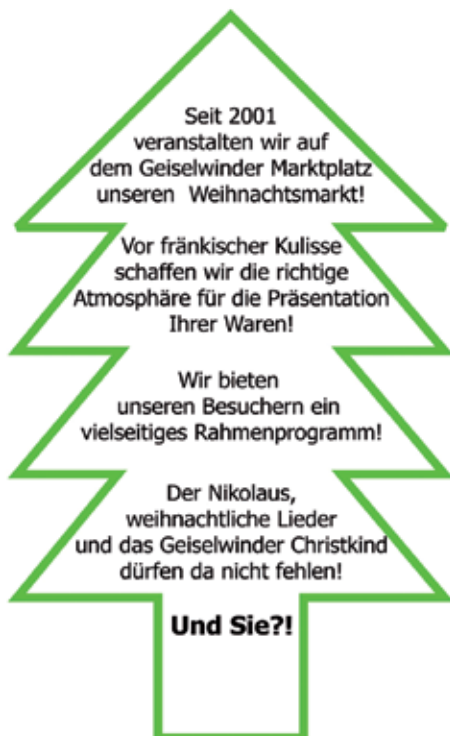 Seit 2001
veranstalten wir auf
dem Geiselwinder Marktplatz
unseren Weihnachtsmarkt!
Vor fränkischer Kulisse
schaffen wir die richtige
Atmosphäre für die Präsentation
Ihrer Waren!
Wir bieten
unseren Besuchern ein
vielseitiges Rahmenprogramm!
Der Nikolaus,
weihnachtliche Lieder
und das Geiselwinder Christkind
dürfen da nicht fehlen!
Und Sie?!